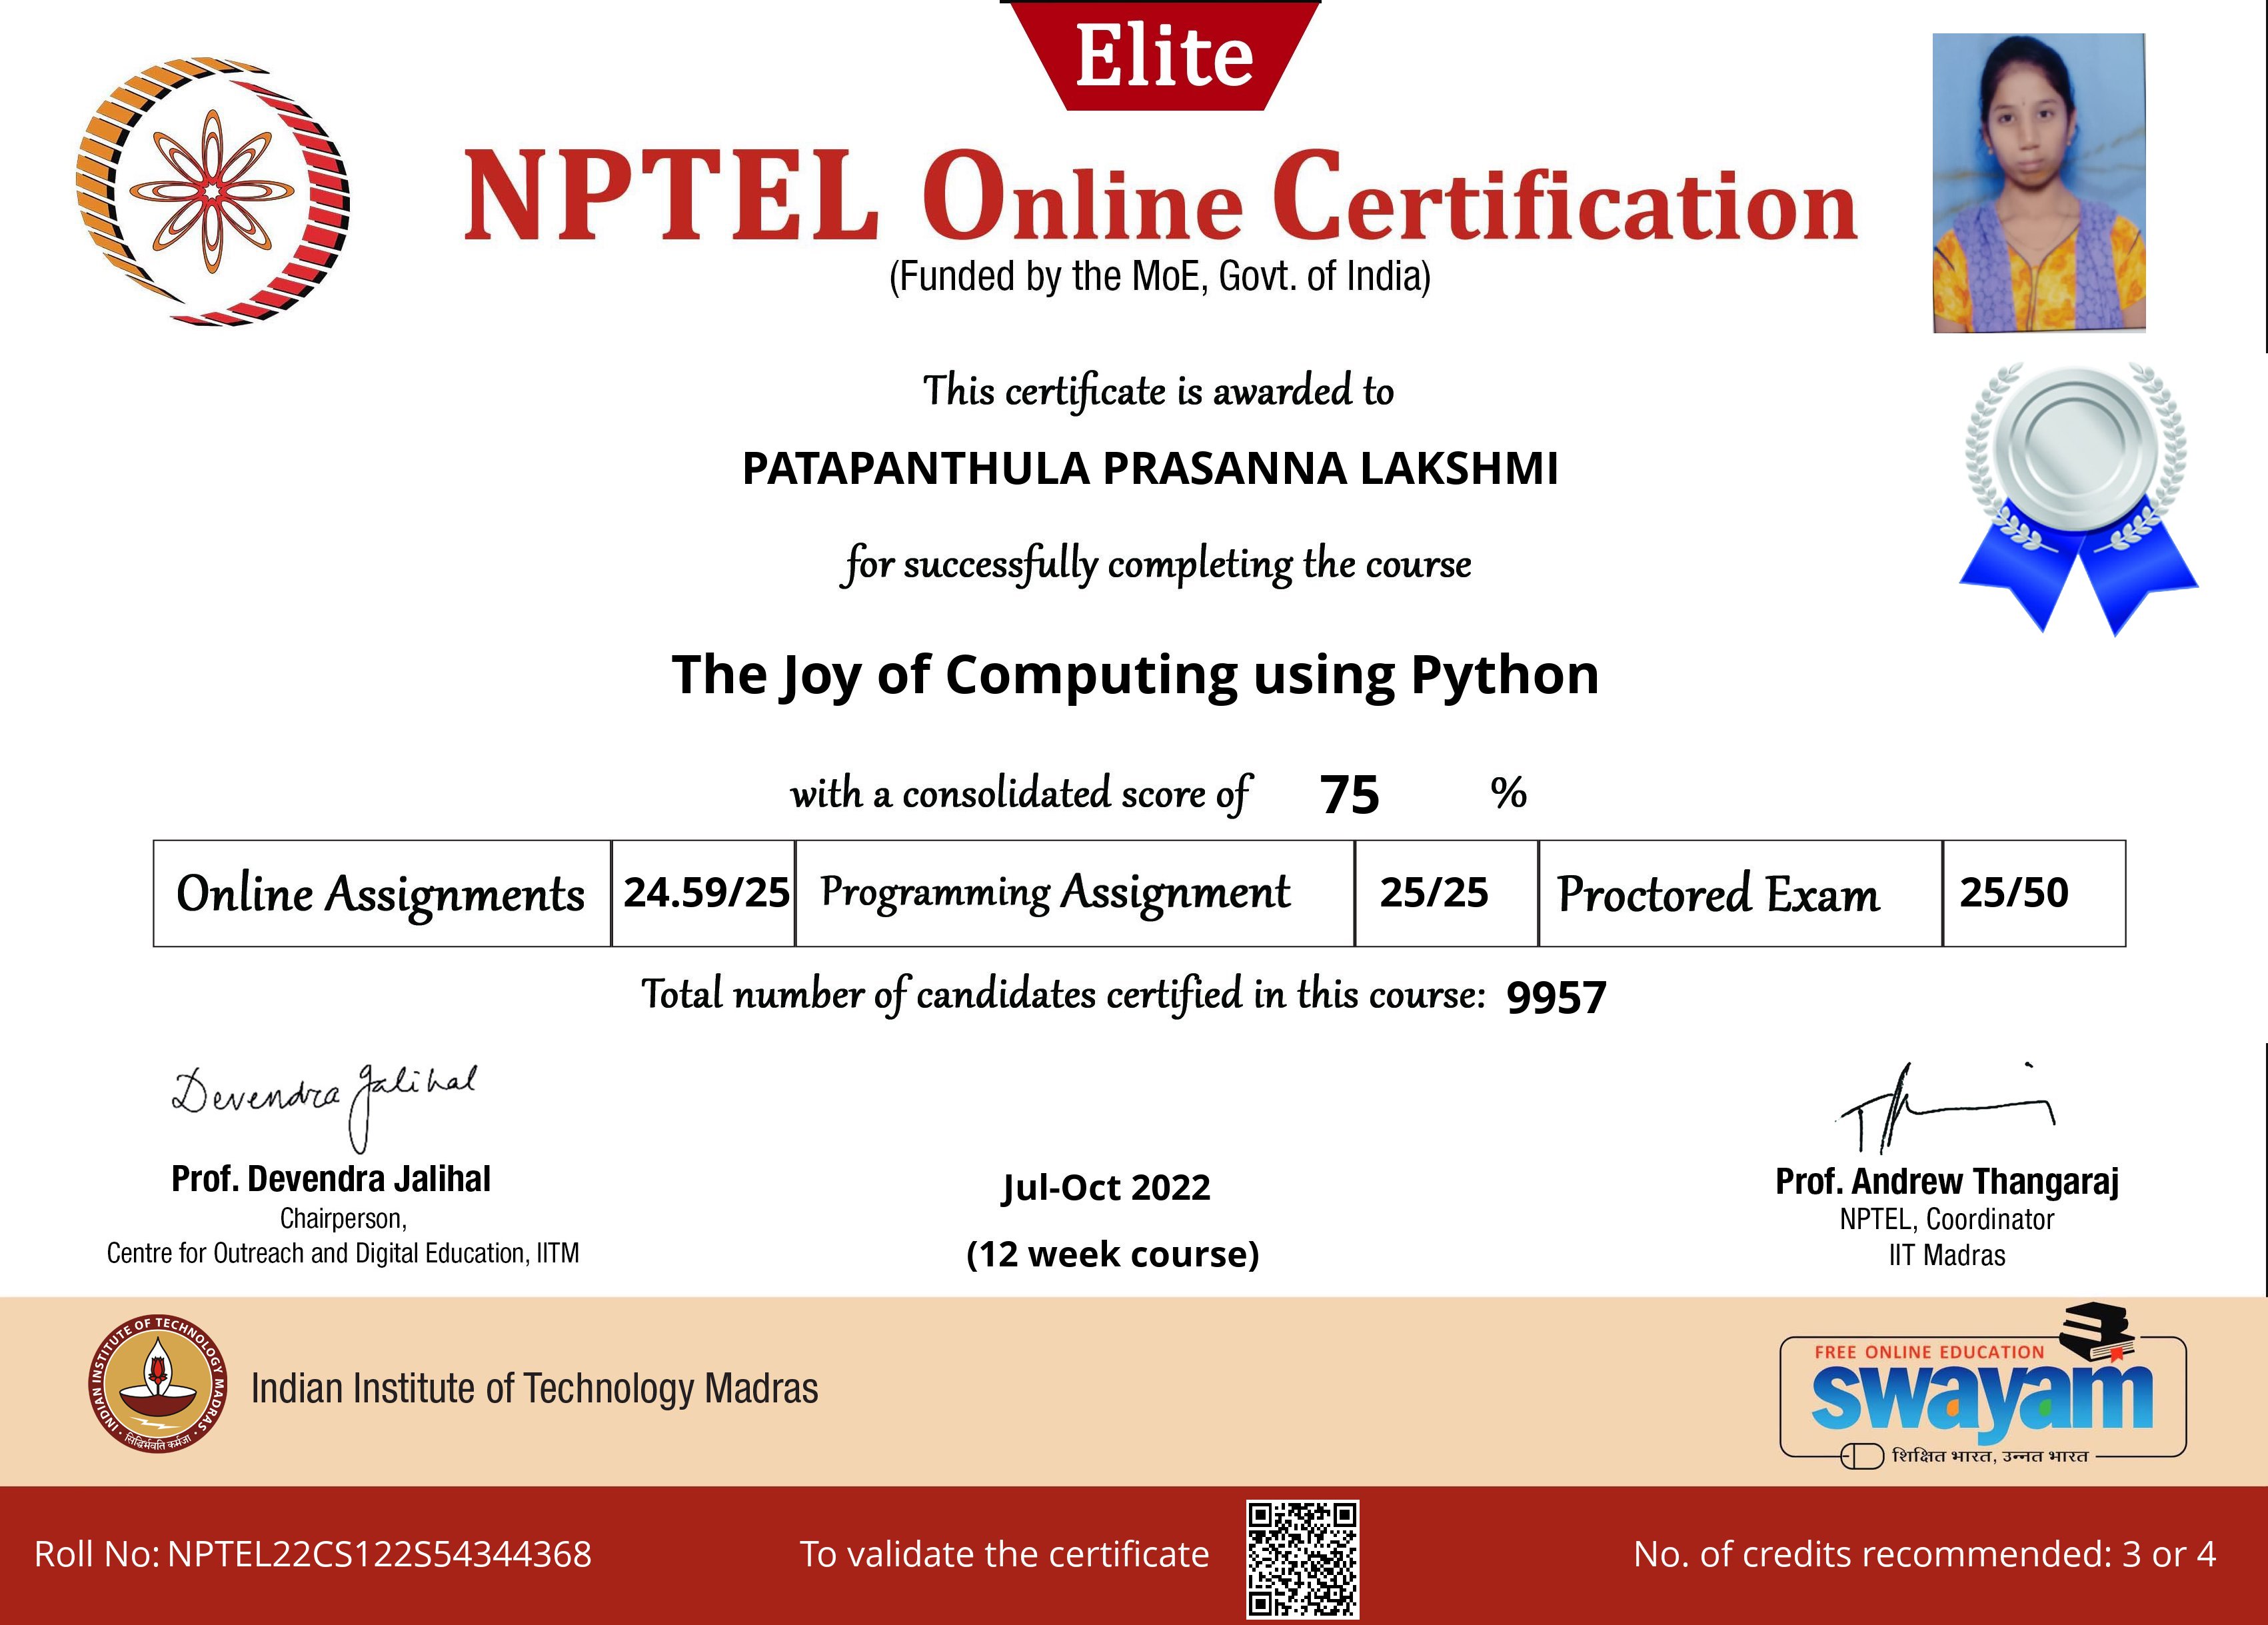 Elite
NPTEL Online Certification
(Funded by the MoE, Govt. of India)
This certificate is awarded to
PATAPANTHULA PRASANNA LAKSHMI
for successfully completing the course
The Joy of Computing using Python
with a consolidated score of 75 %
Online Assignments 24.59/25 Programming Assignment 25/25 Proctored Exam 25/50
Total number of candidates certified in this course: 9957
Devendra Jalihal
Prof. Devendra Jalihal
Chairperson,
Centre for Outreach and Digital Education, IITM
Jul-Oct 2022
(12 week course)
Prof. Andrew Thangaraj
NPTEL, Coordinator
IIT Madras
INDIAN INSTITUTE OF TECHNOLOGY MADRAS
सिद्धिर्भवति कर्मजा
Indian Institute of Technology Madras
FREE ONLINE EDUCATION
swayam
शिक्षित भारत, उन्नत भारत
Roll No: NPTEL22CS122S54344368
To validate the certificate
No. of credits recommended: 3 or 4